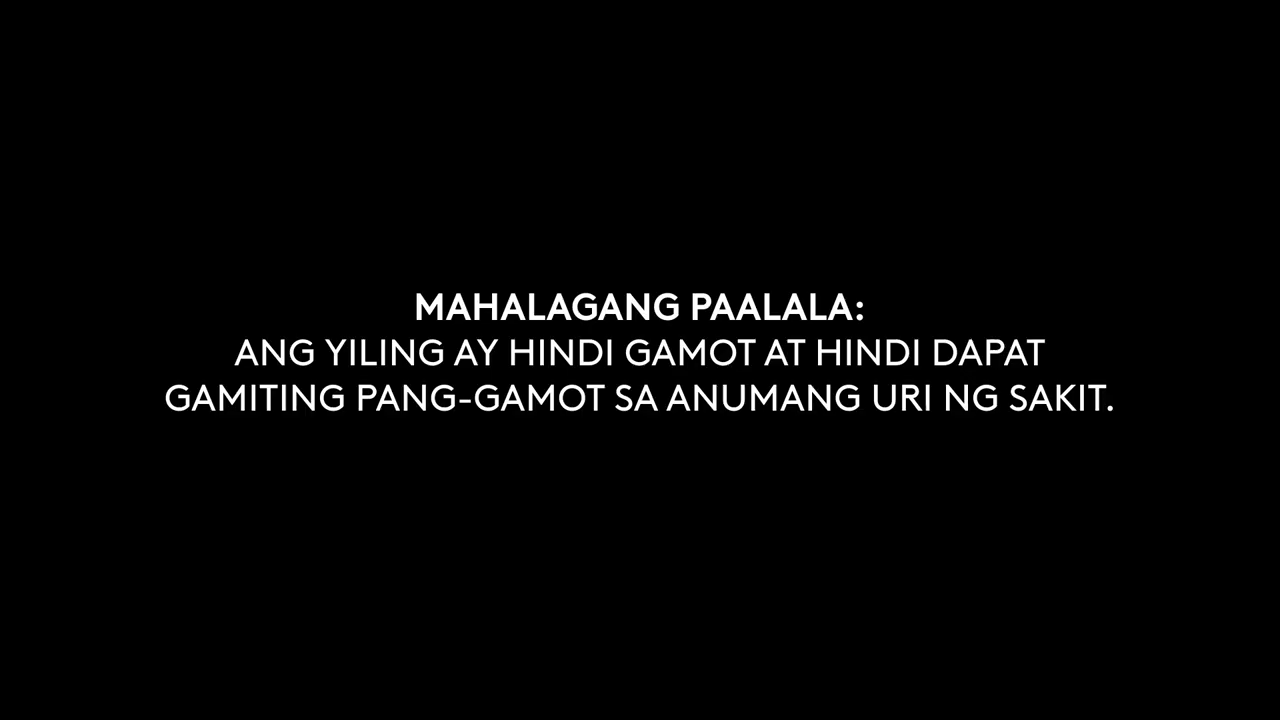 MAHALAGANG PAALALA:
ANG YILING AY HINDI GAMOT AT HINDI DAPAT
GAMITING PANG-GAMOT SA ANUMANG URI NG SAKIT.